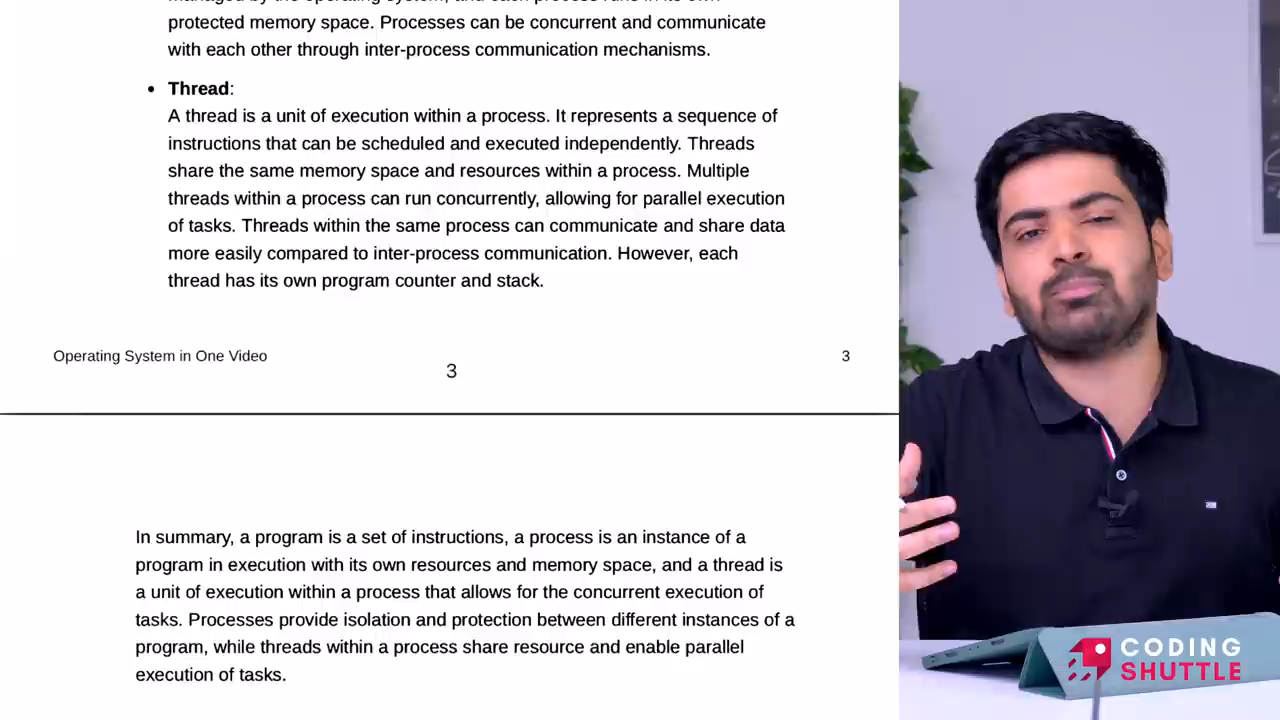 protected memory space. Processes can be concurrent and communicate
with each other through inter-process communication mechanisms.
• Thread:
A thread is a unit of execution within a process. It represents a sequence of
instructions that can be scheduled and executed independently. Threads
share the same memory space and resources within a process. Multiple
threads within a process can run concurrently, allowing for parallel execution
of tasks. Threads within the same process can communicate and share data
more easily compared to inter-process communication. However, each
thread has its own program counter and stack.
Operating System in One Video
3
3
In summary, a program is a set of instructions, a process is an instance of a
program in execution with its own resources and memory space, and a thread is
a unit of execution within a process that allows for the concurrent execution of
tasks. Processes provide isolation and protection between different instances of a
program, while threads within a process share resource and enable parallel
execution of tasks.
CODING
SHUTTLE